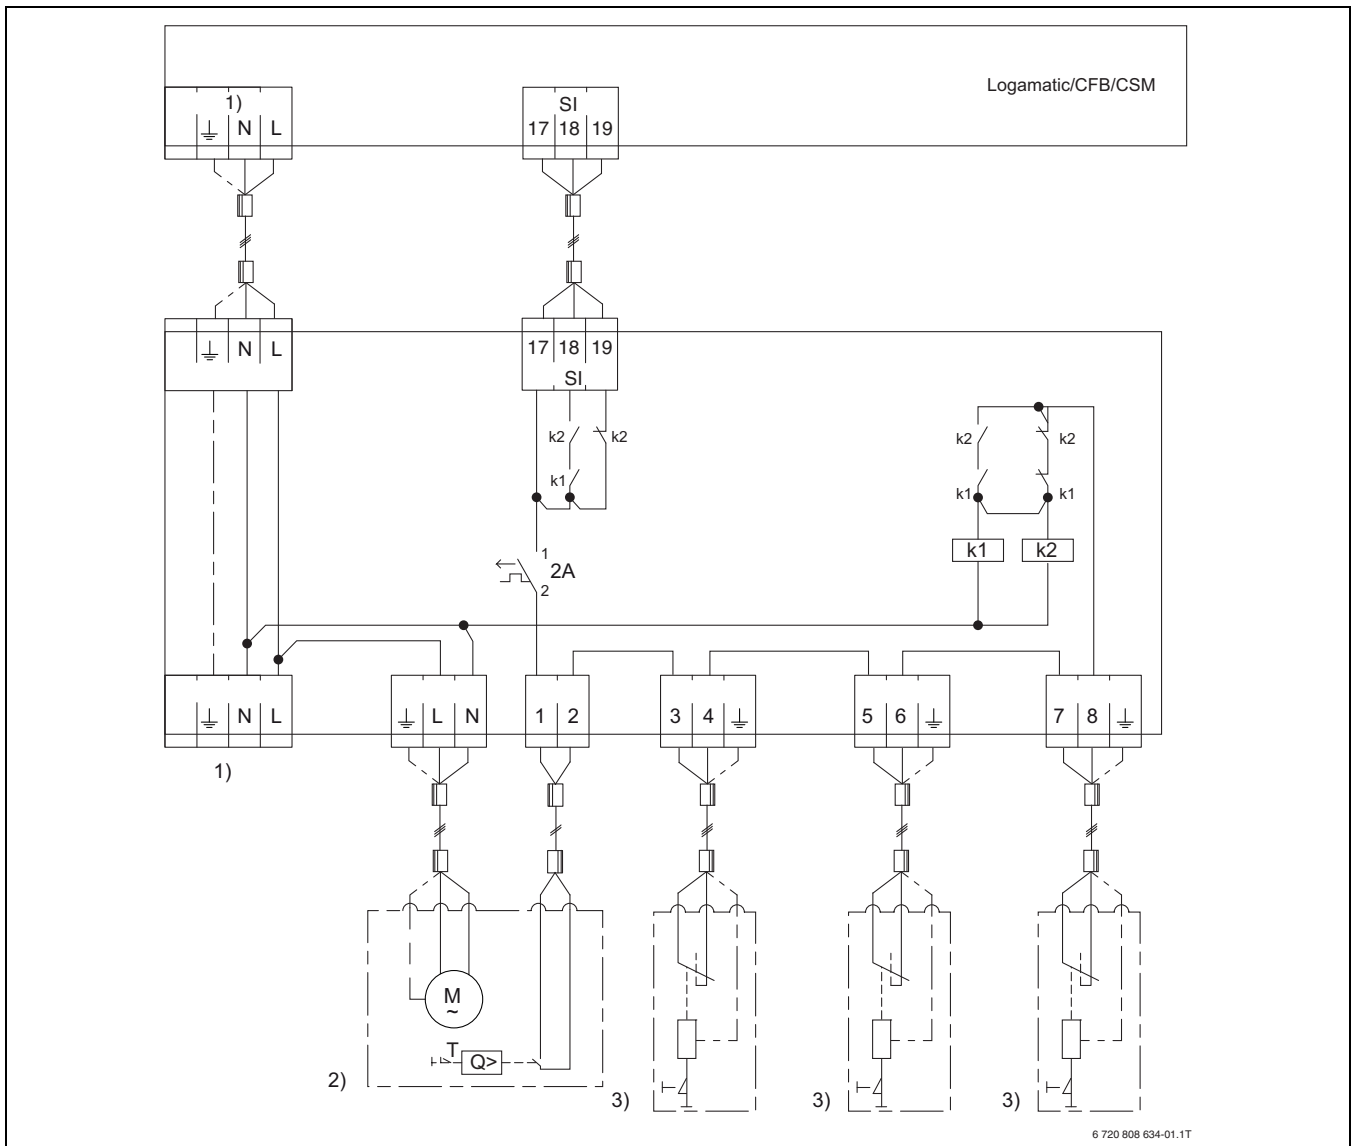 Logamatic/CFB/CSM
1)
N L
SI
17 18 19
N L
17 18 19
SI
k2 k2
k1
k2 k2
k1 k1
k1 k2
1
2A
2
N L
L N
1 2
3 4
5 6
7 8
1)
M
~
T
Q>
2)
3)
3)
3)
6 720 808 634-01.1T